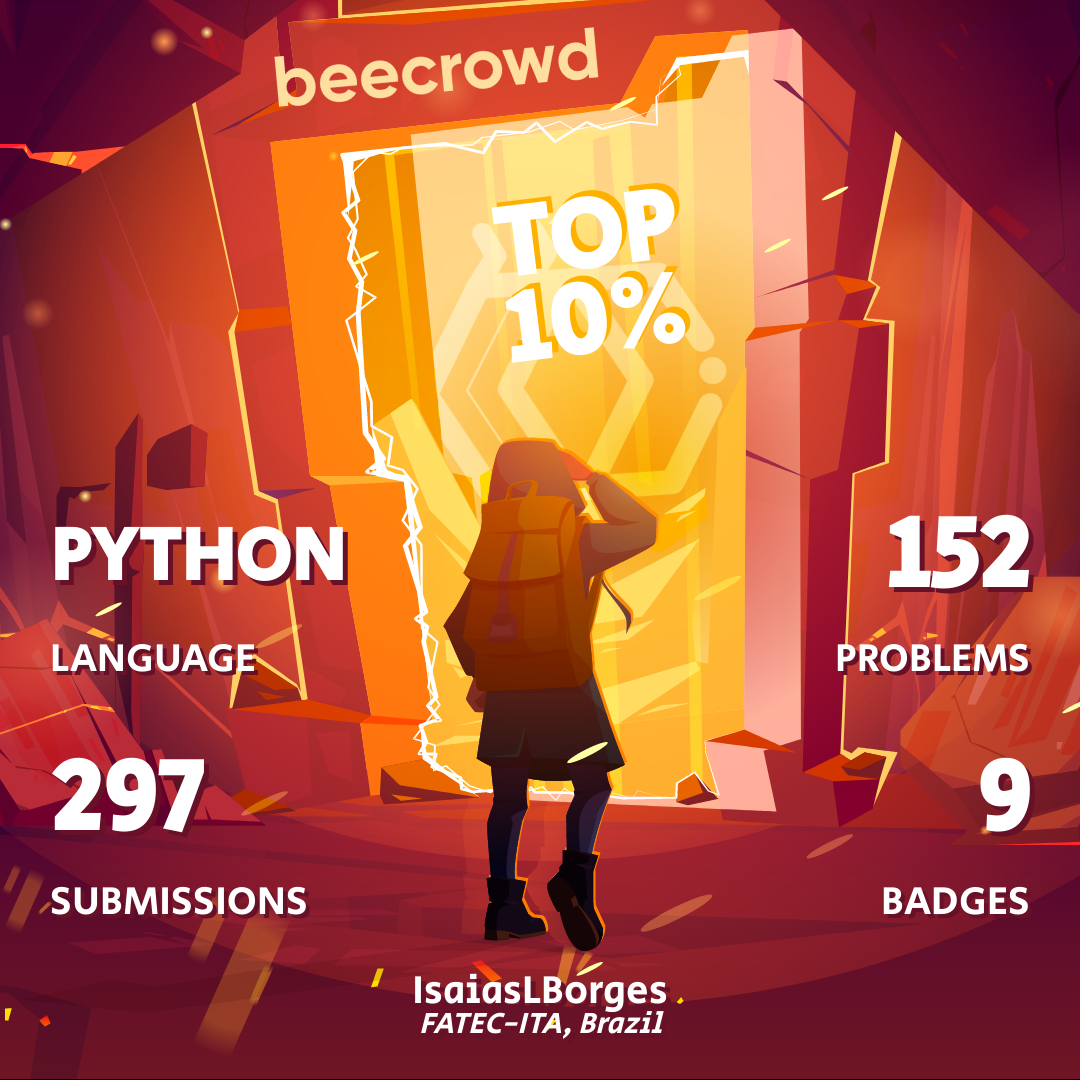 beecrowd
TOP
10%
PYTHON
LANGUAGE
152
PROBLEMS
297
SUBMISSIONS
9
BADGES
IsaiasLBorges
FATEC-ITA, Brazil